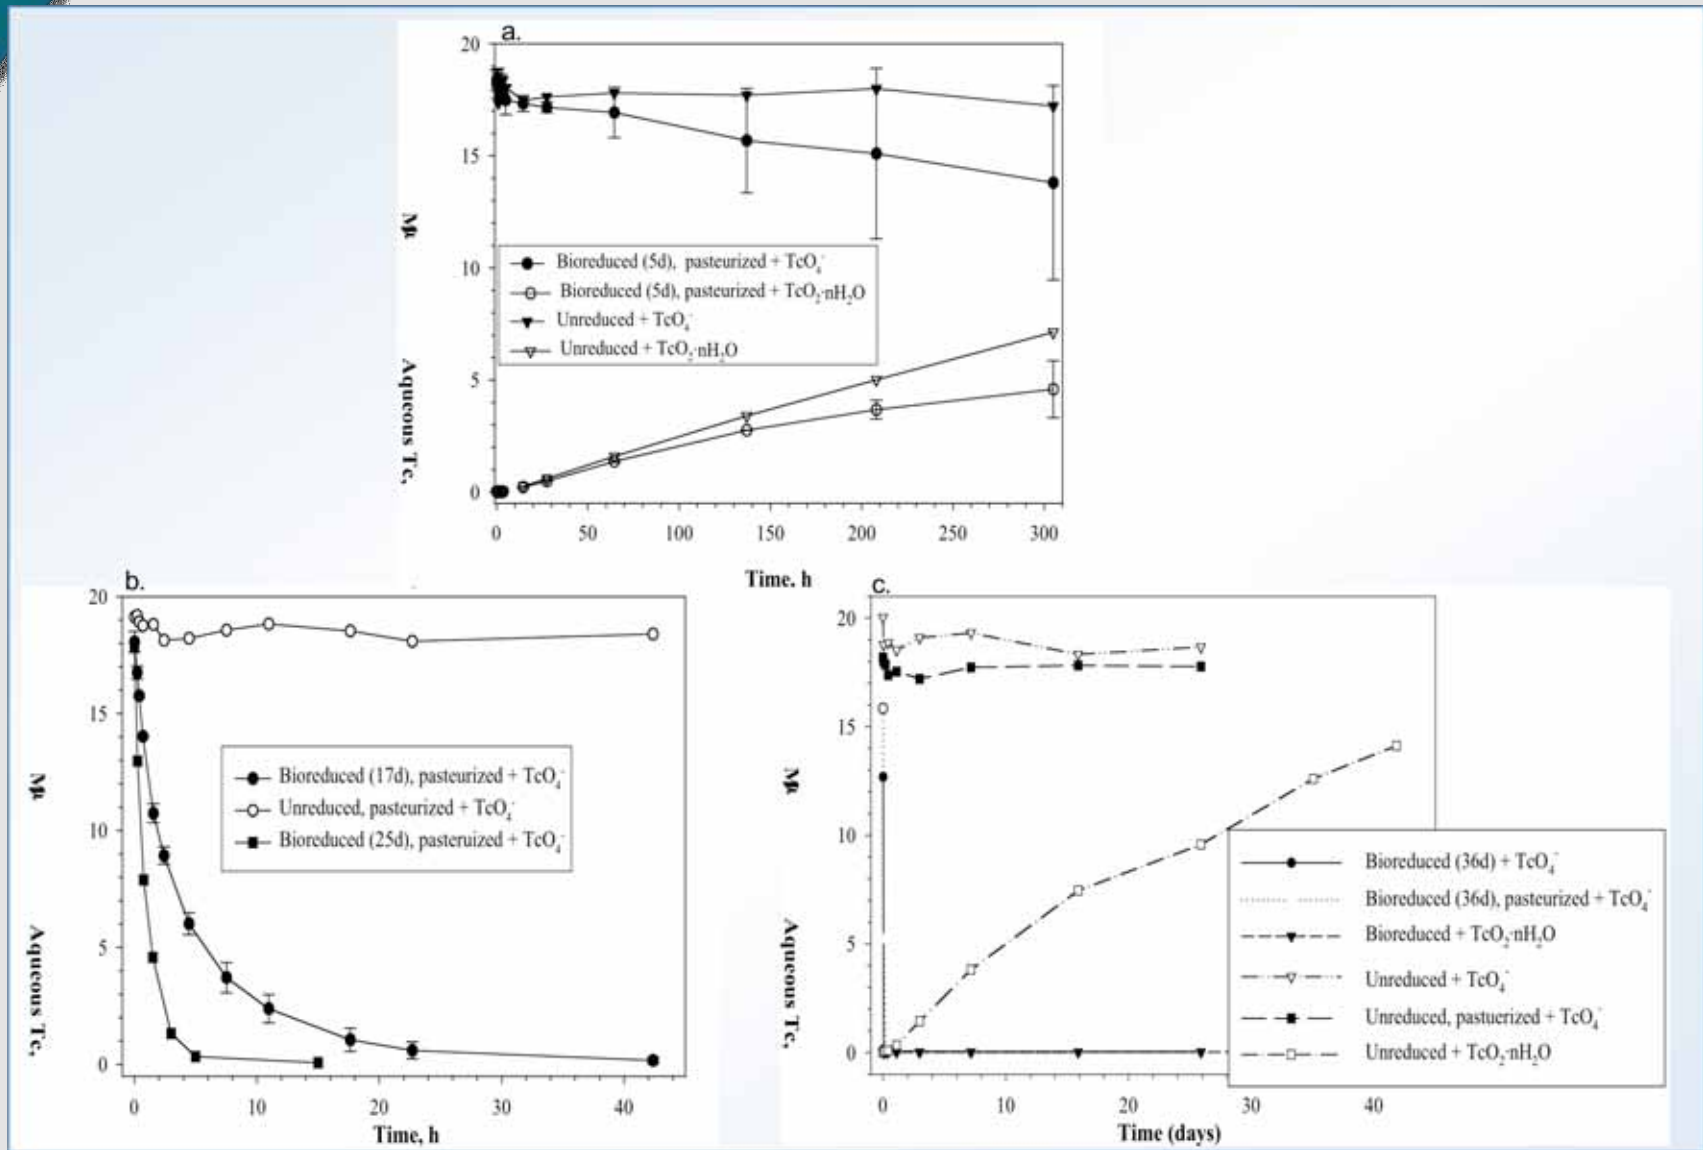 a.
20
15
10
5
0
μM
Aqueous Tc,
Bioreduced (5d), pasteurized + TcO₄⁻
Bioreduced (5d), pasteurized + TcO₂·nH₂O
Unreduced + TcO₄⁻
Unreduced + TcO₂·nH₂O
0 50 100 150 200 250 300
Time. h
b.
20
15
10
5
0
μM
Aqueous Tc,
Bioreduced (17d), pasteurized + TcO₄⁻
Unreduced, pasteurized + TcO₄⁻
Bioreduced (25d), pasteruized + TcO₄⁻
0 10 20 30 40
Time, h
c.
20
15
10
5
0
μM
Aqueous Tc,
Bioreduced (36d) + TcO₄⁻
Bioreduced (36d), pasteurized + TcO₄⁻
Bioreduced + TcO₂·nH₂O
Unreduced + TcO₄⁻
Unreduced, pastuerized + TcO₄⁻
Unreduced + TcO₂·nH₂O
0 10 20 30 40
Time (days)